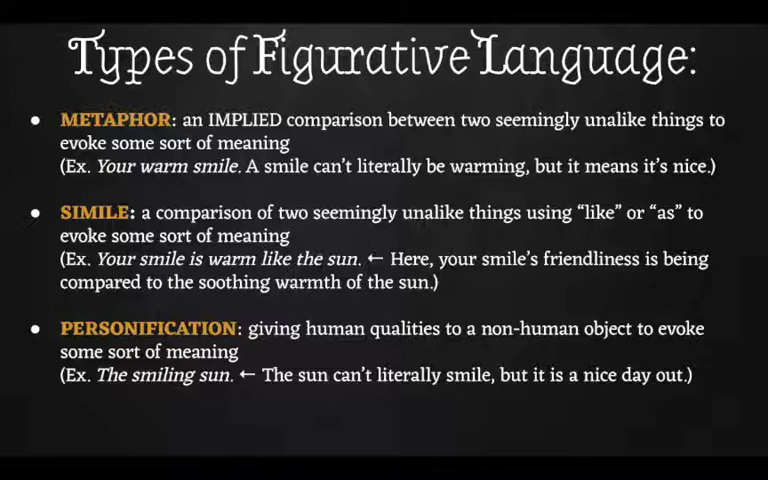 Types of Figurative Language:
● METAPHOR: an IMPLIED comparison between two seemingly unalike things to
evoke some sort of meaning
(Ex. Your warm smile. A smile can't literally be warming, but it means it's nice.)
● SIMILE: a comparison of two seemingly unalike things using “like” or “as” to
evoke some sort of meaning
(Ex. Your smile is warm like the sun. ← Here, your smile's friendliness is being
compared to the soothing warmth of the sun.)
● PERSONIFICATION: giving human qualities to a non-human object to evoke
some sort of meaning
(Ex. The smiling sun. ← The sun can't literally smile, but it is a nice day out.)